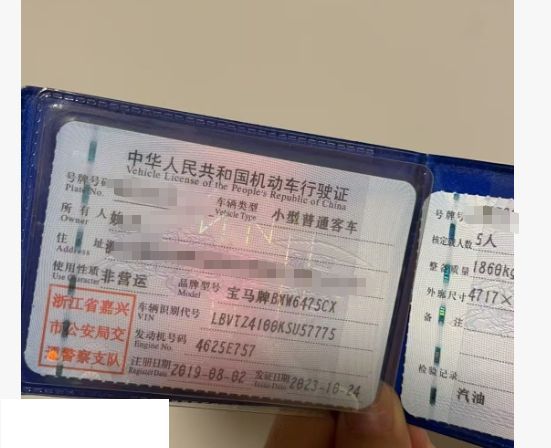 中华人民共和国机动车行驶证
Vehicle License of the People's Republic of China
号牌号码
Plate No.
车辆类型
Vehicle Type
小型普通客车
所有人
Owner
住 址
Address
使用性质
Use Character
非营运
品牌型号
Model
宝马牌BMW6475CX
浙江省嘉兴
市公安局交
通警察支队
车辆识别代号
VIN
LBVTZ4100KSU57775
发动机号码
Engine No.
4625E757
注册日期
Register Date
2019-08-02
发证日期
Issue Date
2023-10-24
号牌号
核定载人数 5人
整备质量 1860kg
外廓尺寸 4717×
备 注
检验记录
汽油